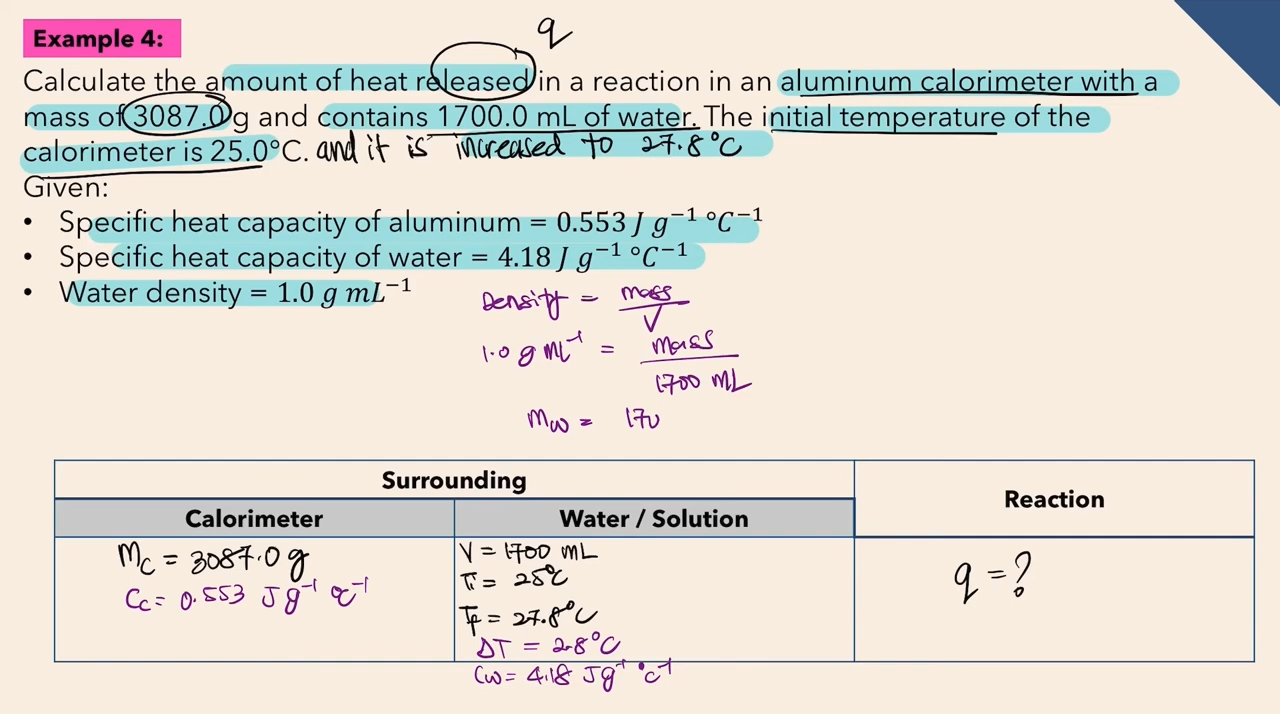 q
Example 4:
Calculate the amount of heat released in a reaction in an aluminum calorimeter with a
mass of 3087.0 g and contains 1700.0 mL of water. The initial temperature of the
calorimeter is 25.0°C. and it is increased to 27.8°C
Given:
• Specific heat capacity of aluminum = 0.553 J g⁻¹ °C⁻¹
• Specific heat capacity of water = 4.18 J g⁻¹ °C⁻¹
• Water density = 1.0 g mL⁻¹
Density = mass / V
1.0 g mL⁻¹ = mass / 1700 mL
Mw = 170
Surrounding
Reaction
Calorimeter
Water / Solution
Mc = 3087.0 g
Cc = 0.553 J g⁻¹ °C⁻¹
V = 1700 mL
Ti = 25°C
Tf = 27.8°C
ΔT = 2.8°C
Cw = 4.18 J g⁻¹ °C⁻¹
q = ?